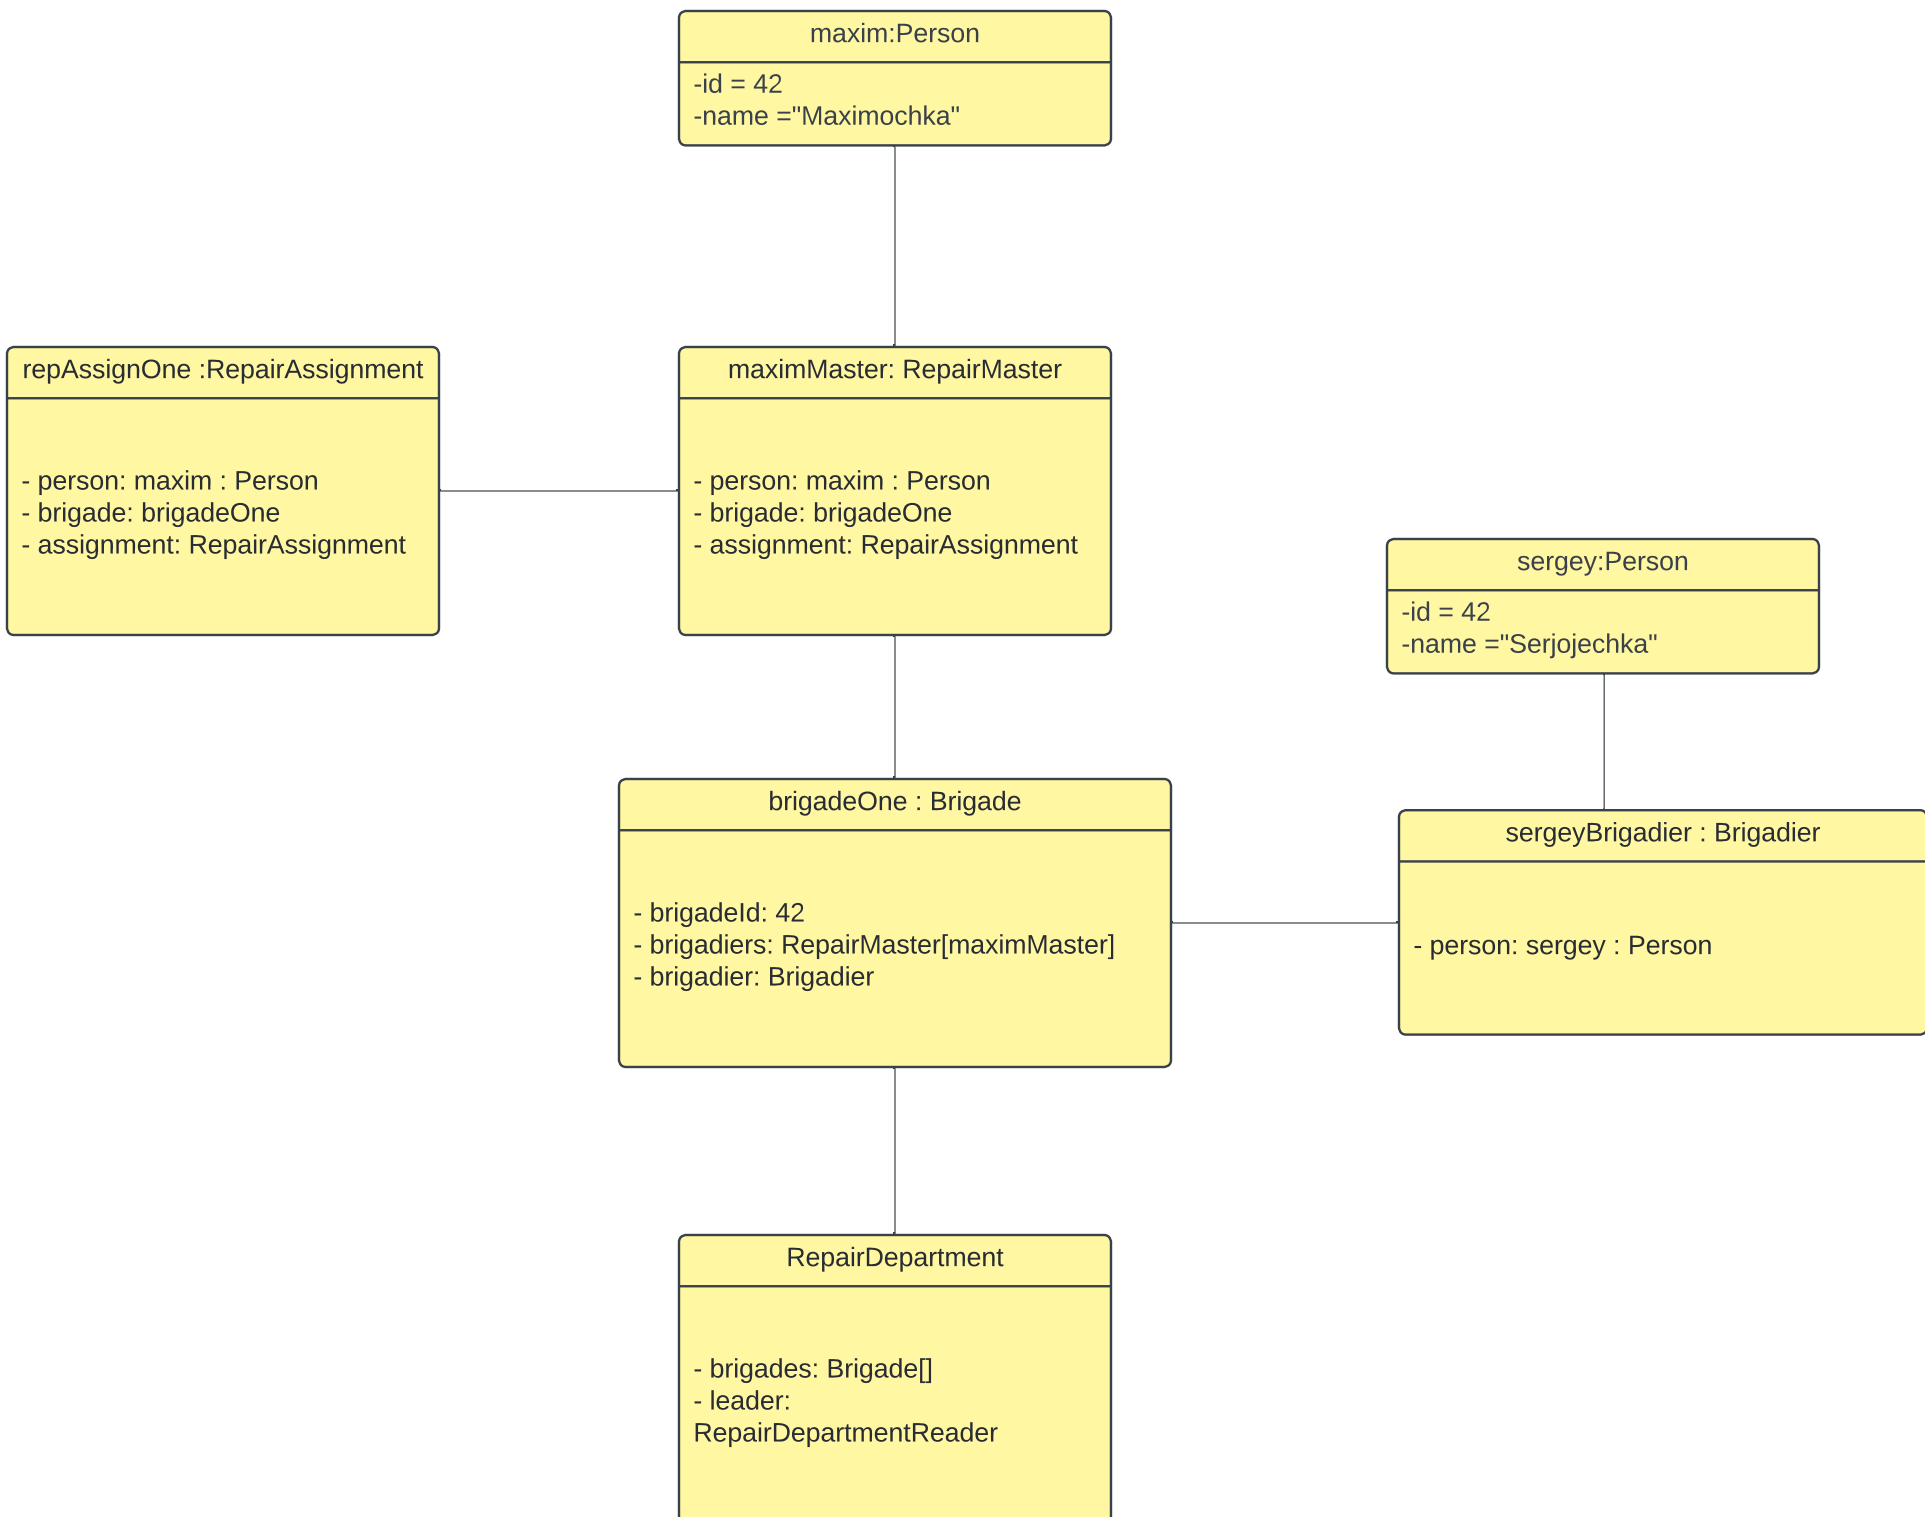 maxim:Person
-id = 42
-name ="Maximochka"
repAssignOne :RepairAssignment
- person: maxim : Person
- brigade: brigadeOne
- assignment: RepairAssignment
maximMaster: RepairMaster
- person: maxim : Person
- brigade: brigadeOne
- assignment: RepairAssignment
sergey:Person
-id = 42
-name ="Serjojechka"
brigadeOne : Brigade
- brigadeId: 42
- brigadiers: RepairMaster[maximMaster]
- brigadier: Brigadier
sergeyBrigadier : Brigadier
- person: sergey : Person
RepairDepartment
- brigades: Brigade[]
- leader:
RepairDepartmentReader